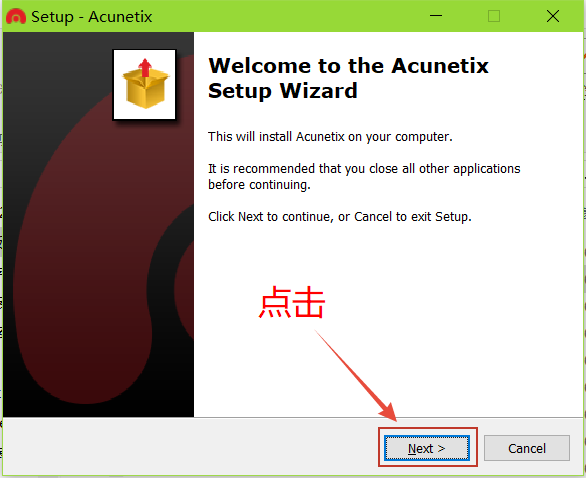 Setup - Acunetix
Welcome to the Acunetix
Setup Wizard
This will install Acunetix on your computer.
It is recommended that you close all other applications
before continuing.
Click Next to continue, or Cancel to exit Setup.
点击
Next >
Cancel